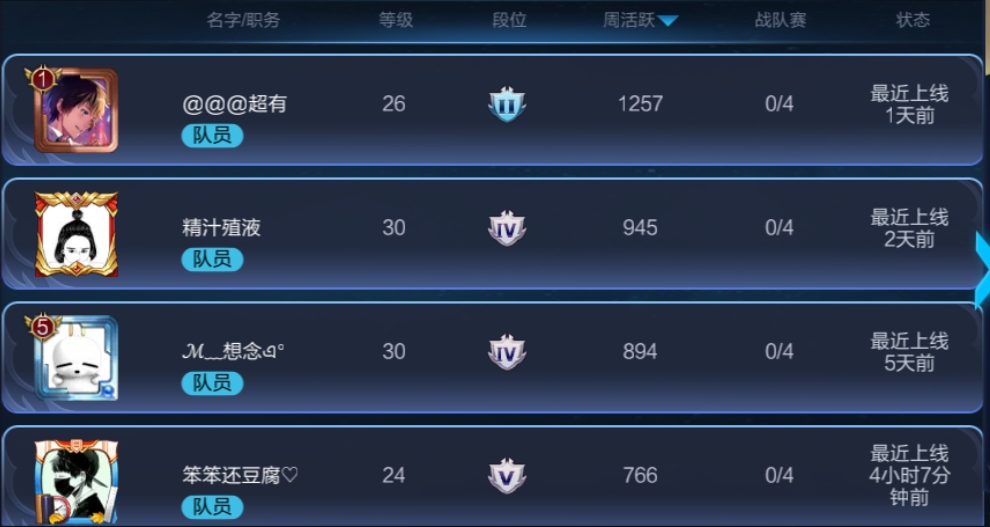 名字/职务 等级 段位 周活跃 战队赛 状态
1
@@@超有 26 II 1257 0/4 最近上线
1天前
队员
精汁殖液 30 IV 945 0/4 最近上线
2天前
队员
5
ℳ﹏想念এ° 30 IV 894 0/4 最近上线
5天前
队员
笨笨还豆腐♡ 24 V 766 0/4 最近上线
4小时7分
钟前
队员